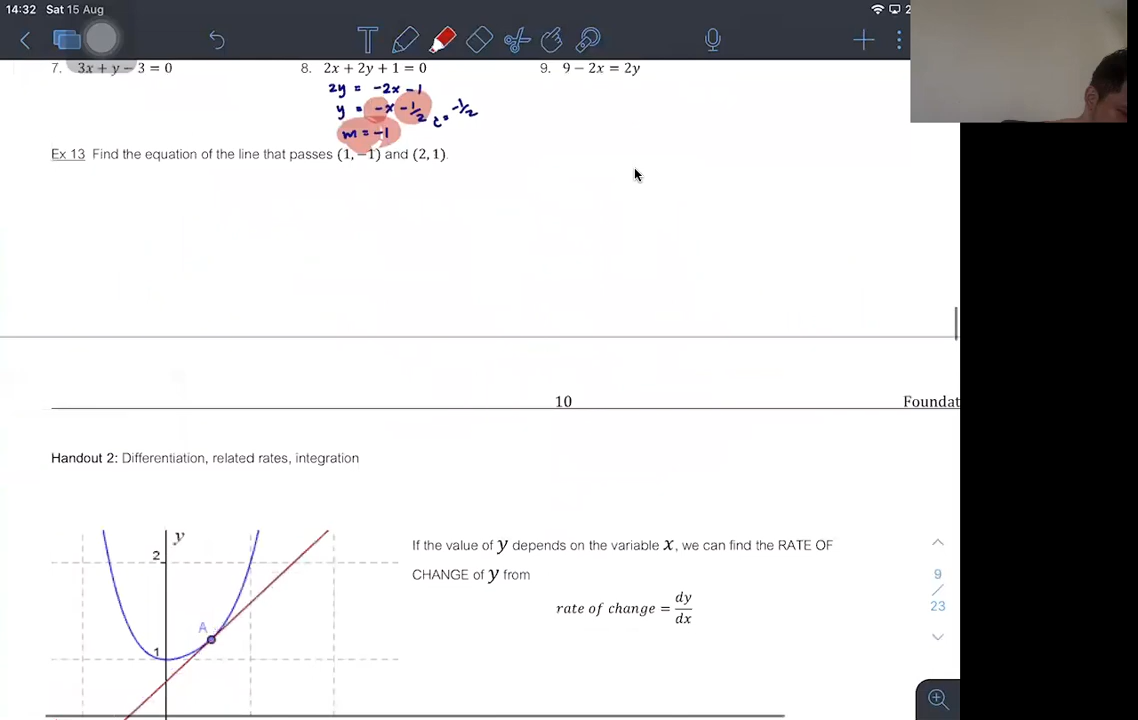 14:32 Sat 15 Aug
7. 3x + y − 3 = 0 8. 2x + 2y + 1 = 0 9. 9 − 2x = 2y
2y = -2x -1
y = -x -1/2 c = -1/2
m = -1
Ex 13 Find the equation of the line that passes (1, −1) and (2, 1).
10
Foundat
Handout 2: Differentiation, related rates, integration
y
2
A
1
If the value of y depends on the variable x, we can find the RATE OF
CHANGE of y from
rate of change = dy/dx
9
/
23